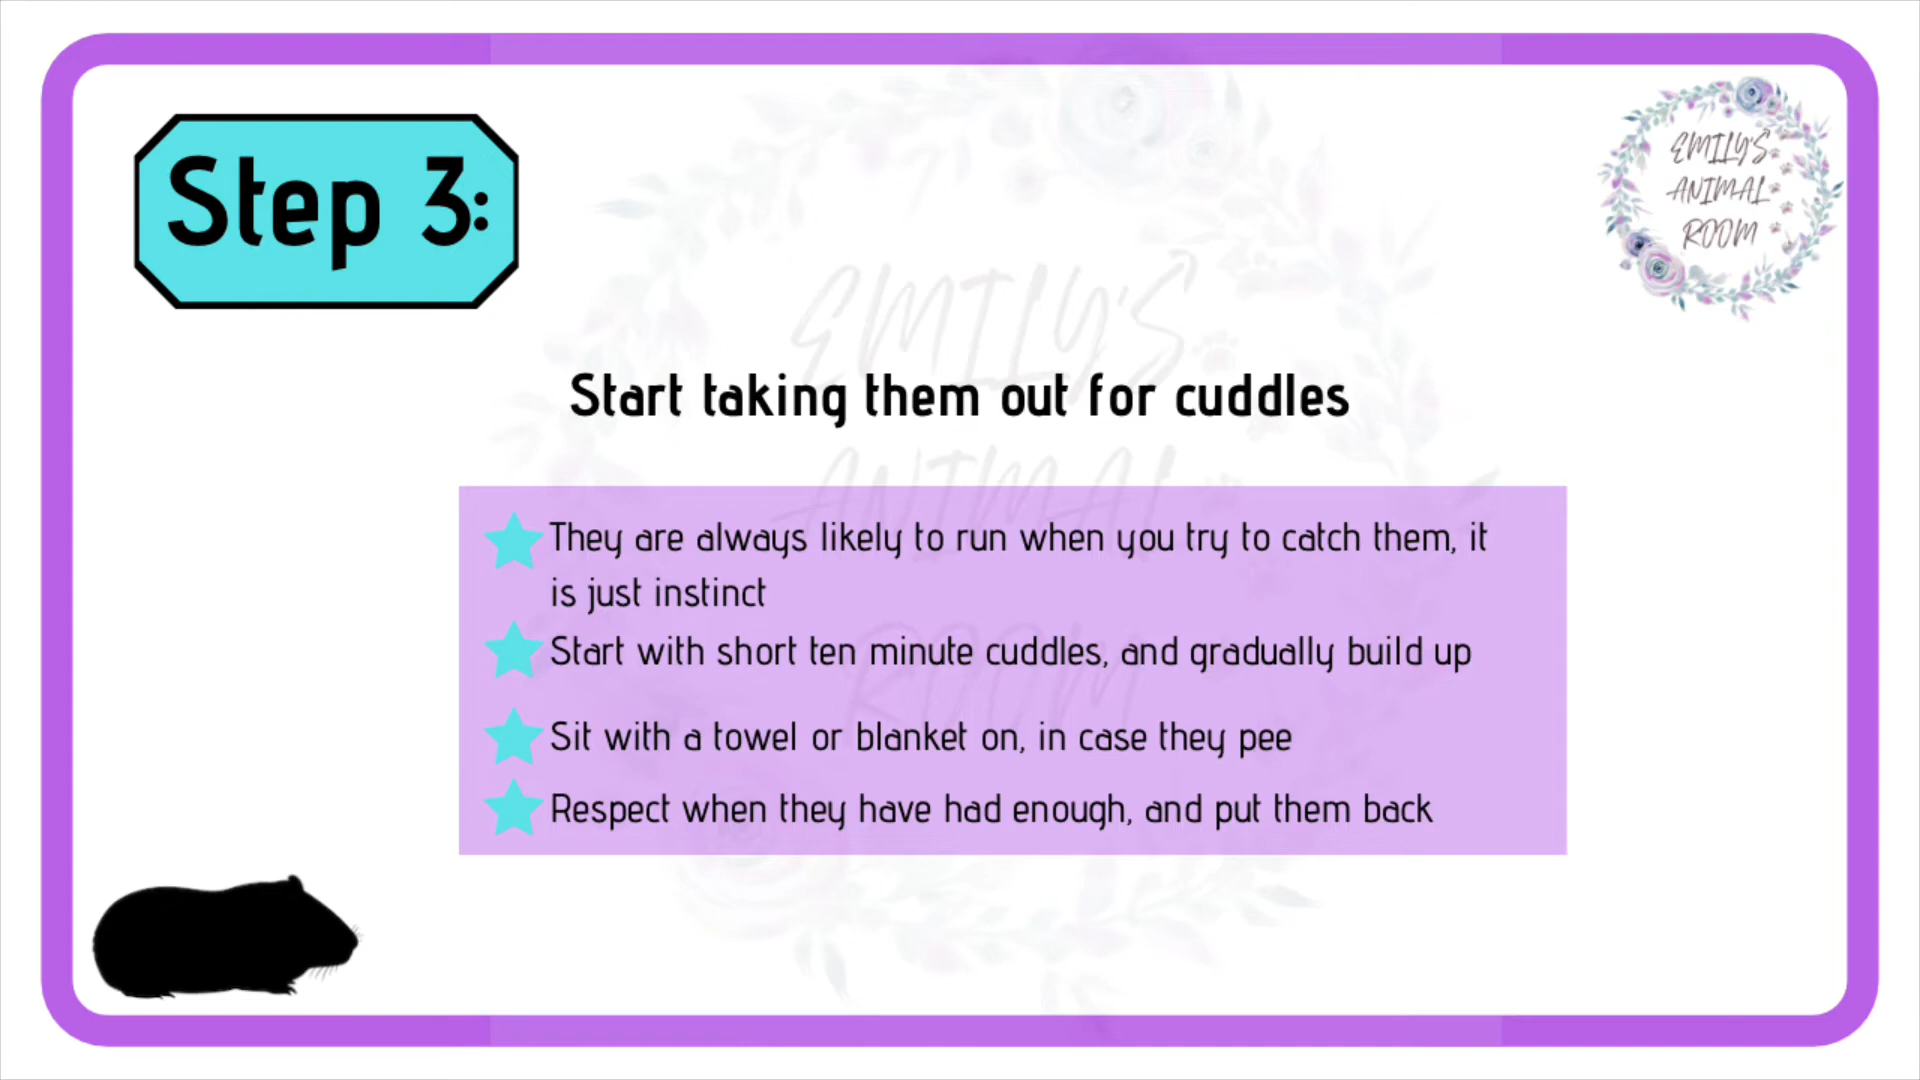 Step 3:
EMILY'S
ANIMAL
ROOM
Start taking them out for cuddles
They are always likely to run when you try to catch them, it
is just instinct
Start with short ten minute cuddles, and gradually build up
Sit with a towel or blanket on, in case they pee
Respect when they have had enough, and put them back
EMILY'S
ANIMAL
ROOM